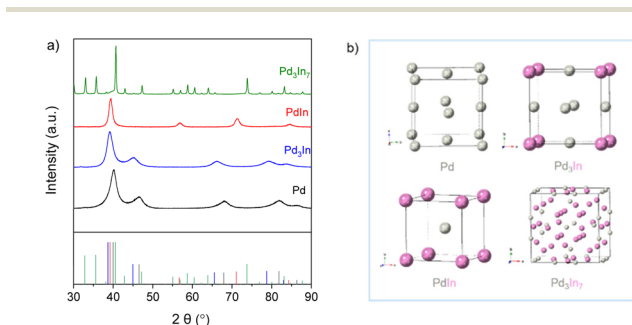 a)
Pd₃In₇
PdIn
Pd₃In
Pd
Intensity (a.u.)
30 40 50 60 70 80 90
2 θ (°)
b)
Pd
Pd₃In
PdIn
Pd₃In₇